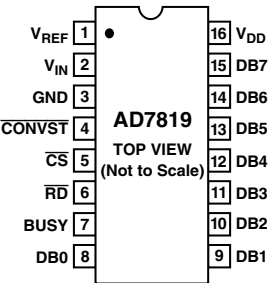 VREF 1
VIN 2
GND 3
CONVST 4
CS 5
RD 6
BUSY 7
DB0 8
AD7819
TOP VIEW
(Not to Scale)
16 VDD
15 DB7
14 DB6
13 DB5
12 DB4
11 DB3
10 DB2
9 DB1